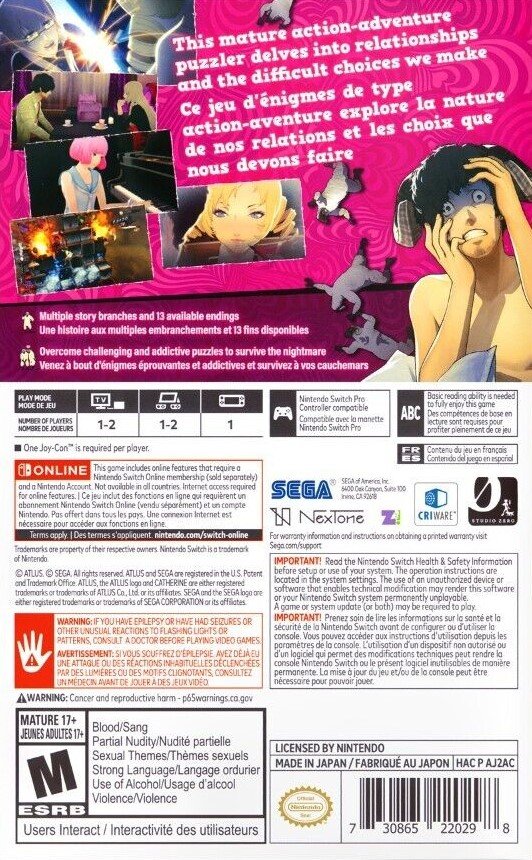 This mature action-adventure
puzzler delves into relationships
and the difficult choices we make
Ce jeu d'énigmes de type
action-aventure explore la nature
de nos relations et les choix que
nous devons faire
Multiple story branches and 13 available endings
Une histoire aux multiples embranchements et 13 fins disponibles
Overcome challenging and addictive puzzles to survive the nightmare
Venez à bout d'énigmes éprouvantes et addictives et survivez à vos cauchemars
PLAY MODE
MODE DE JEU
TV
NUMBER OF PLAYERS
NOMBRE DE JOUEURS
1-2
1-2
1
Nintendo Switch Pro
Controller compatible
Compatible avec la manette
Nintendo Switch Pro
ABC
Basic reading ability is needed
to fully enjoy this game
Des compétences de base en
lecture sont requises pour
profiter pleinement de ce jeu
■ One Joy-Con™ is required per player.
FR
ES
Contenu du jeu en français
Contenido del juego en español
ONLINE
This game includes online features that require a
Nintendo Switch Online membership (sold separately)
and a Nintendo Account. Not available in all countries. Internet access required
for online features. | Ce jeu inclut des fonctions en ligne qui requièrent un
abonnement Nintendo Switch Online (vendu séparément) et un compte
Nintendo. Pas offert dans tous les pays. Une connexion Internet est
nécessaire pour accéder aux fonctions en ligne.
Terms apply. | Des termes s'appliquent. nintendo.com/switch-online
Trademarks are property of their respective owners. Nintendo Switch is a trademark
of Nintendo.
© ATLUS. © SEGA. All rights reserved. ATLUS and SEGA are registered in the U.S. Patent
and Trademark Office. ATLUS, the ATLUS logo and CATHERINE are either registered
trademarks or trademarks of ATLUS Co., Ltd. or its affiliates. SEGA and the SEGA logo are
either registered trademarks or trademarks of SEGA CORPORATION or its affiliates.
SEGA
SEGA of America, Inc.
6400 Oak Canyon, Suite 100
Irvine, CA 92618
NexTone
CRIWARE™
STUDIO ZERO
For warranty information and instructions on obtaining a printed warranty visit
Sega.com/support
WARNING: IF YOU HAVE EPILEPSY OR HAVE HAD SEIZURES OR
OTHER UNUSUAL REACTIONS TO FLASHING LIGHTS OR
PATTERNS, CONSULT A DOCTOR BEFORE PLAYING VIDEO GAMES.
AVERTISSEMENT: SI VOUS SOUFFREZ D'ÉPILEPSIE, AVEZ DÉJÀ EU
UNE ATTAQUE OU DES RÉACTIONS INHABITUELLES DÉCLENCHÉES
PAR DES LUMIÈRES OU DES MOTIFS CLIGNOTANTS, CONSULTEZ
UN MÉDECIN AVANT DE JOUER À DES JEUX VIDÉO
⚠WARNING: Cancer and reproductive harm - p65warnings.ca.gov
IMPORTANT! Read the Nintendo Switch Health & Safety Information
before setup or use of your system. The operation instructions are
located in the system settings. The use of an unauthorized device or
software that enables technical modification may render this software
or your Nintendo Switch system permanently unplayable.
A game or system update (or both) may be required to play.
IMPORTANT! Prenez soin de lire les informations sur la santé et la
sécurité de la Nintendo Switch avant de configurer ou d'utiliser la
console. Vous pouvez accéder aux instructions d'utilisation depuis les
paramètres de la console. L'utilisation d'un dispositif non autorisé ou
d'un logiciel qui permet des modifications techniques peut rendre la
console Nintendo Switch ou le présent logiciel inutilisables de manière
permanente. La mise à jour du jeu et/ou de la console peut être
nécessaire pour pouvoir jouer.
MATURE 17+
JEUNES ADULTES 17+
M
ESRB
Blood/Sang
Partial Nudity/Nudité partielle
Sexual Themes/Thèmes sexuels
Strong Language/Langage ordurier
Use of Alcohol/Usage d'alcool
Violence/Violence
Users Interact / Interactivité des utilisateurs
LICENSED BY NINTENDO
MADE IN JAPAN / FABRIQUÉ AU JAPON
HAC P AJ2AC
Official
Nintendo
Seal
7 30865 22029 8